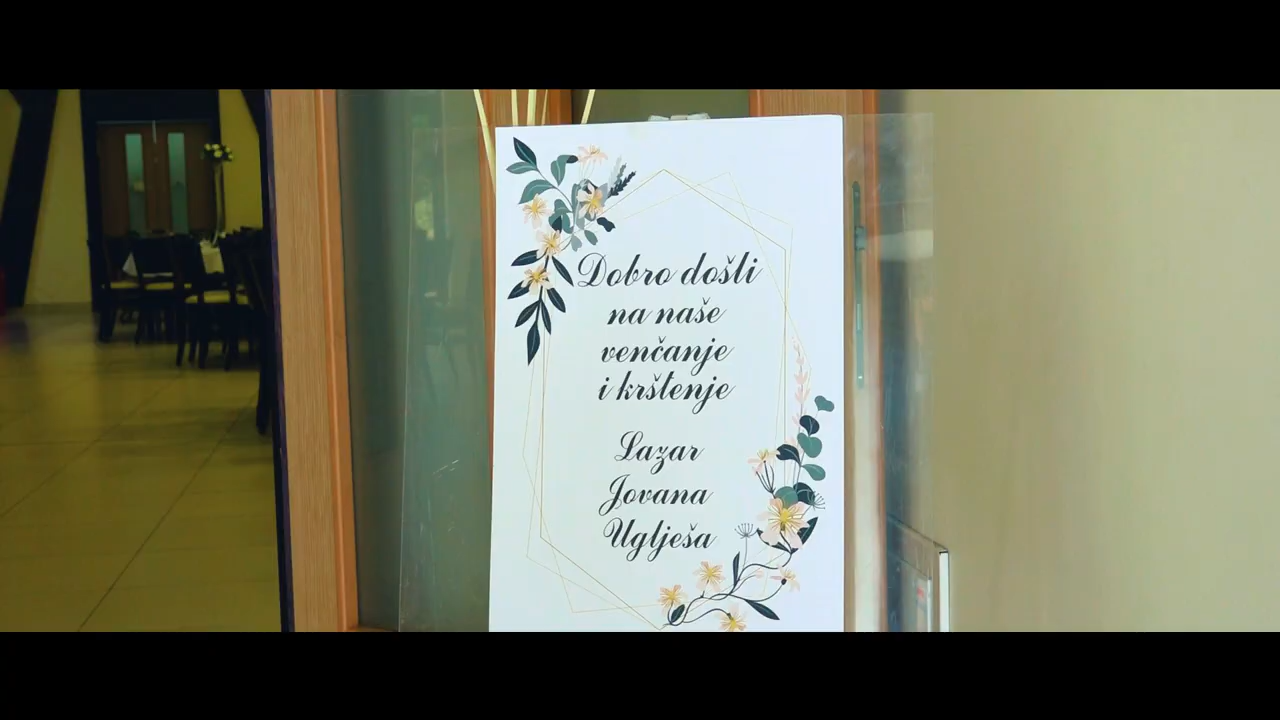 Dobro došli
na naše
venčanje
i krštenje
Lazar
Jovana
Uglješa